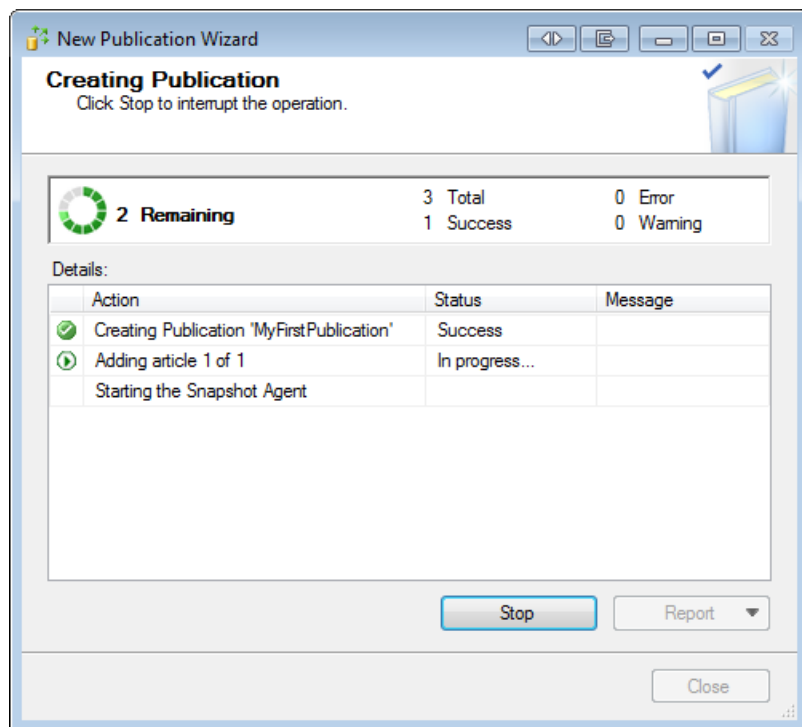 New Publication Wizard
Creating Publication
Click Stop to interrupt the operation.
2 Remaining
3 Total
0 Error
1 Success
0 Warning
Details:
Action Status Message
Creating Publication 'MyFirstPublication' Success
Adding article 1 of 1 In progress...
Starting the Snapshot Agent
Stop Report
Close